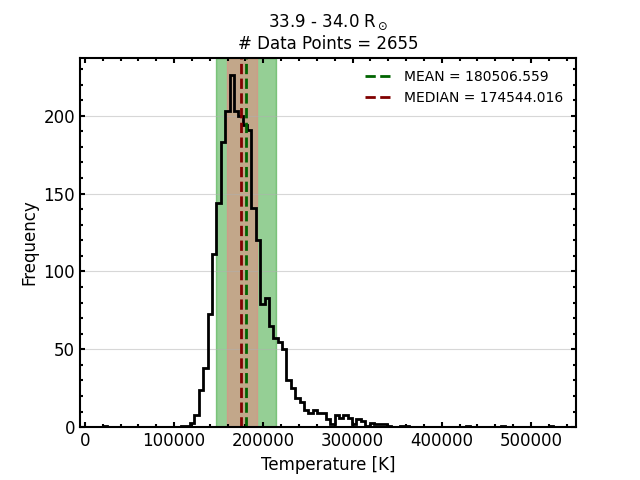 33.9 - 34.0 R⊙
# Data Points = 2655
MEAN = 180506.559
MEDIAN = 174544.016
Frequency
200
150
100
50
0
0 100000 200000 300000 400000 500000
Temperature [K]